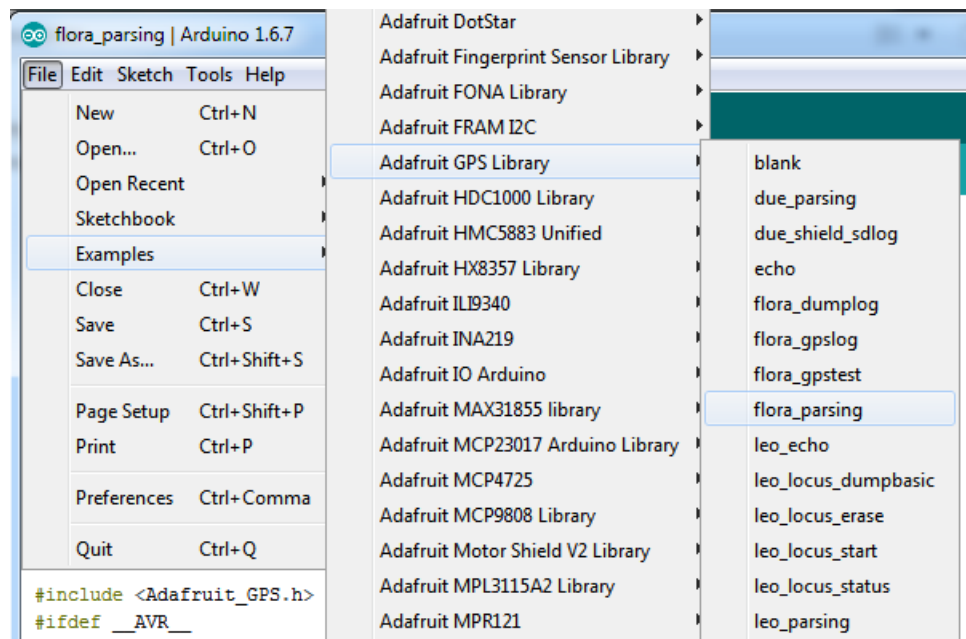 flora_parsing | Arduino 1.6.7
File Edit Sketch Tools Help
New Ctrl+N
Open... Ctrl+O
Open Recent
Sketchbook
Examples
Close Ctrl+W
Save Ctrl+S
Save As... Ctrl+Shift+S
Page Setup Ctrl+Shift+P
Print Ctrl+P
Preferences Ctrl+Comma
Quit Ctrl+Q
#include <Adafruit_GPS.h>
#ifdef __AVR__
Adafruit DotStar
Adafruit Fingerprint Sensor Library
Adafruit FONA Library
Adafruit FRAM I2C
Adafruit GPS Library
Adafruit HDC1000 Library
Adafruit HMC5883 Unified
Adafruit HX8357 Library
Adafruit ILI9340
Adafruit INA219
Adafruit IO Arduino
Adafruit MAX31855 library
Adafruit MCP23017 Arduino Library
Adafruit MCP4725
Adafruit MCP9808 Library
Adafruit Motor Shield V2 Library
Adafruit MPL3115A2 Library
Adafruit MPR121
blank
due_parsing
due_shield_sdlog
echo
flora_dumplog
flora_gpslog
flora_gpstest
flora_parsing
leo_echo
leo_locus_dumpbasic
leo_locus_erase
leo_locus_start
leo_locus_status
leo_parsing